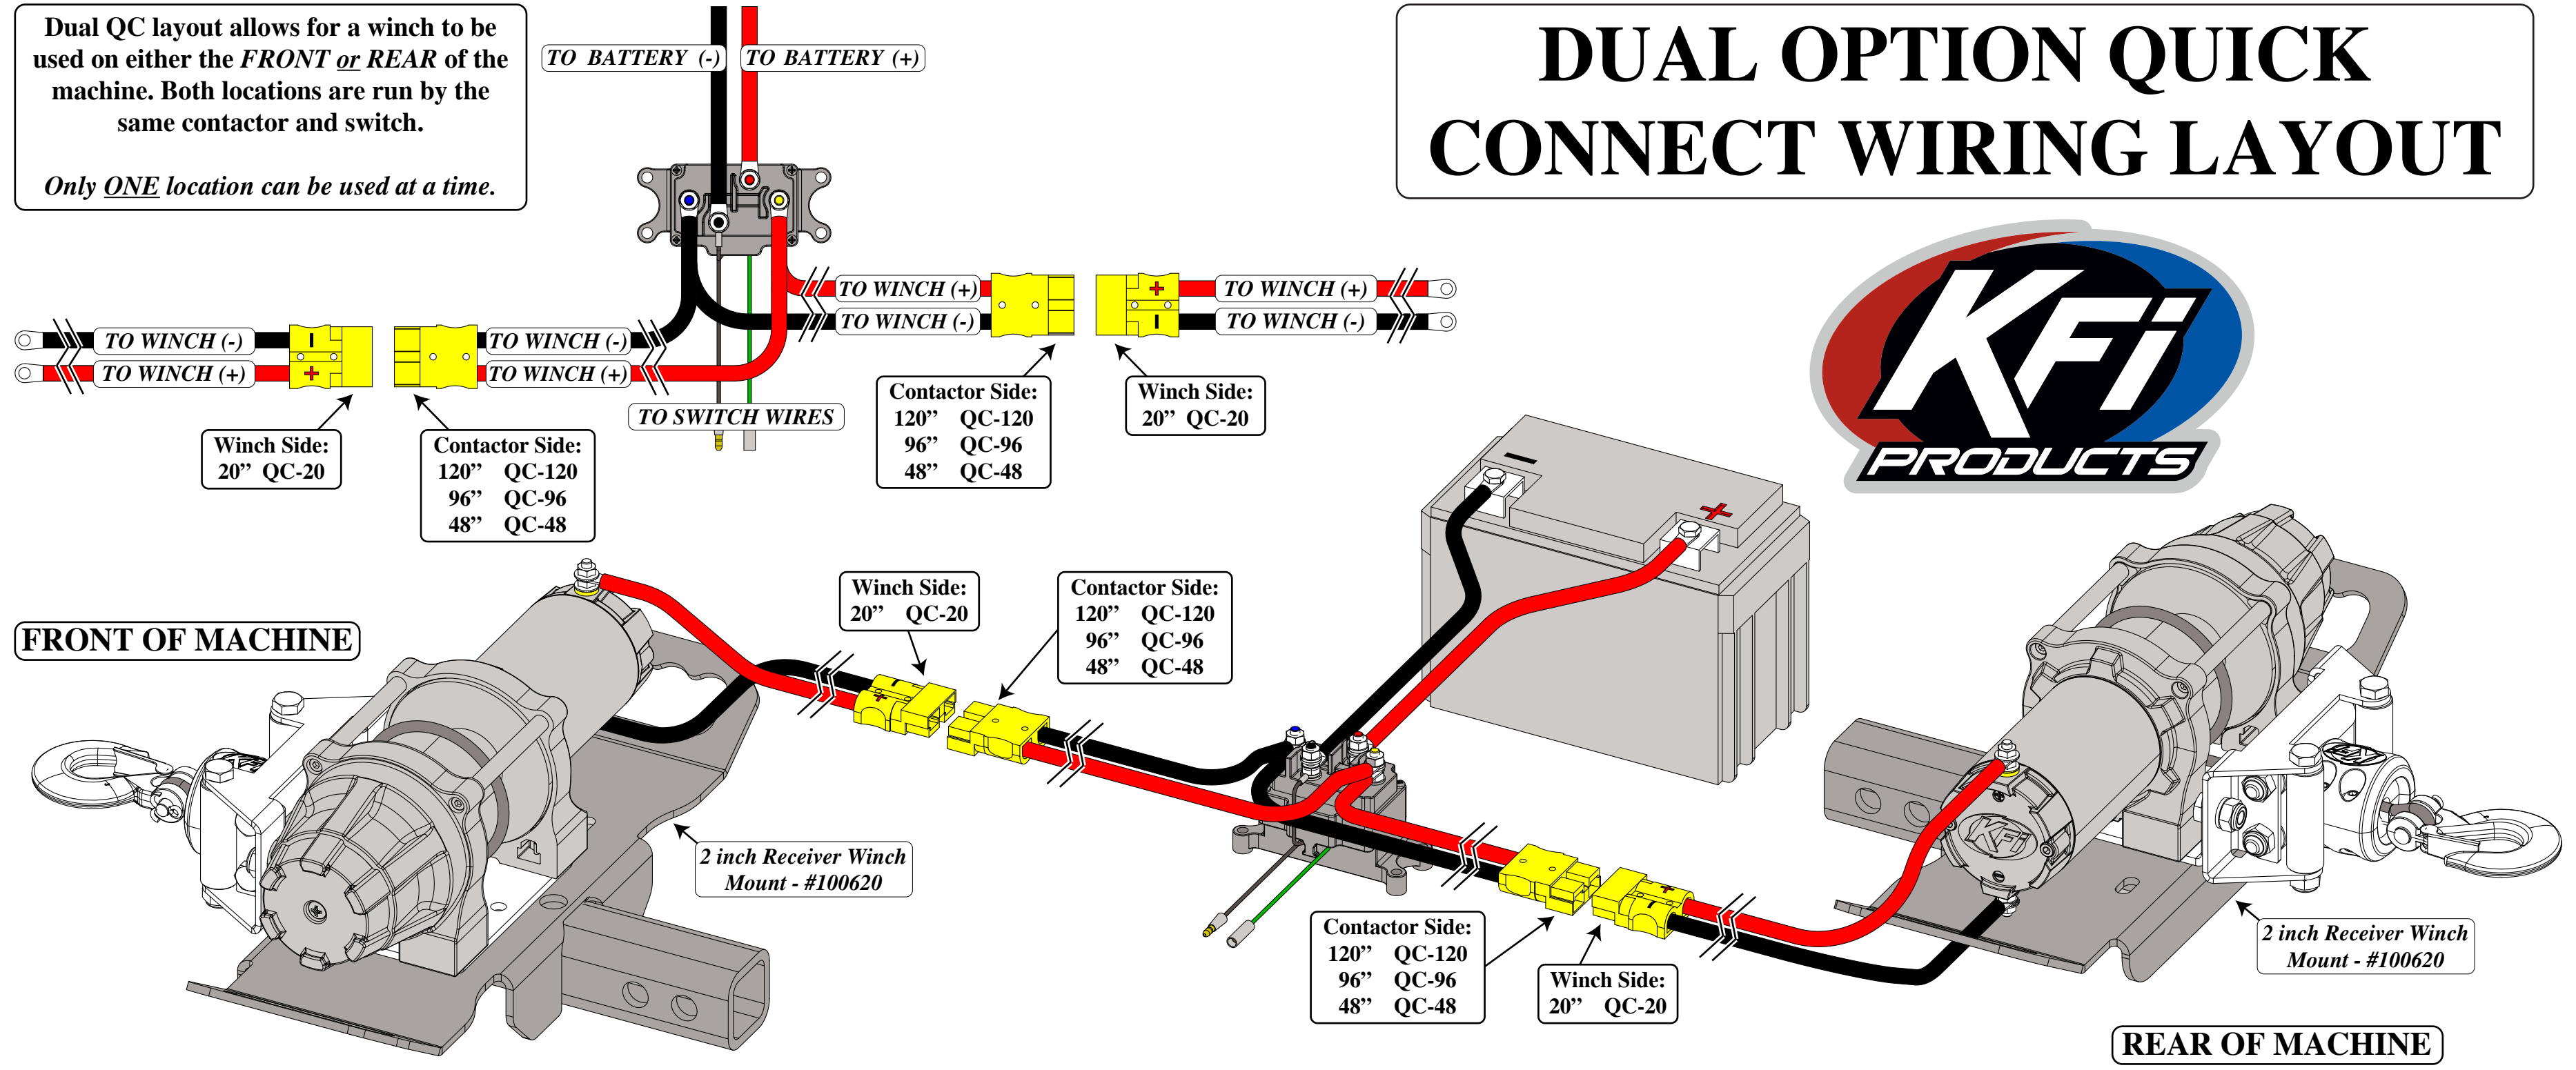 Dual QC layout allows for a winch to be
used on either the FRONT or REAR of the
machine. Both locations are run by the
same contactor and switch.
Only ONE location can be used at a time.
TO BATTERY (-)
TO BATTERY (+)
DUAL OPTION QUICK
CONNECT WIRING LAYOUT
KFi
PRODUCTS
TO WINCH (+)
TO WINCH (-)
+
-
TO WINCH (+)
TO WINCH (-)
TO WINCH (-)
TO WINCH (+)
-
+
TO WINCH (-)
TO WINCH (+)
TO SWITCH WIRES
Winch Side:
20” QC-20
Contactor Side:
120” QC-120
96” QC-96
48” QC-48
Contactor Side:
120” QC-120
96” QC-96
48” QC-48
Winch Side:
20” QC-20
FRONT OF MACHINE
Winch Side:
20” QC-20
Contactor Side:
120” QC-120
96” QC-96
48” QC-48
-
+
-
+
2 inch Receiver Winch
Mount - #100620
KFi
+
-
Contactor Side:
120” QC-120
96” QC-96
48” QC-48
Winch Side:
20” QC-20
2 inch Receiver Winch
Mount - #100620
REAR OF MACHINE